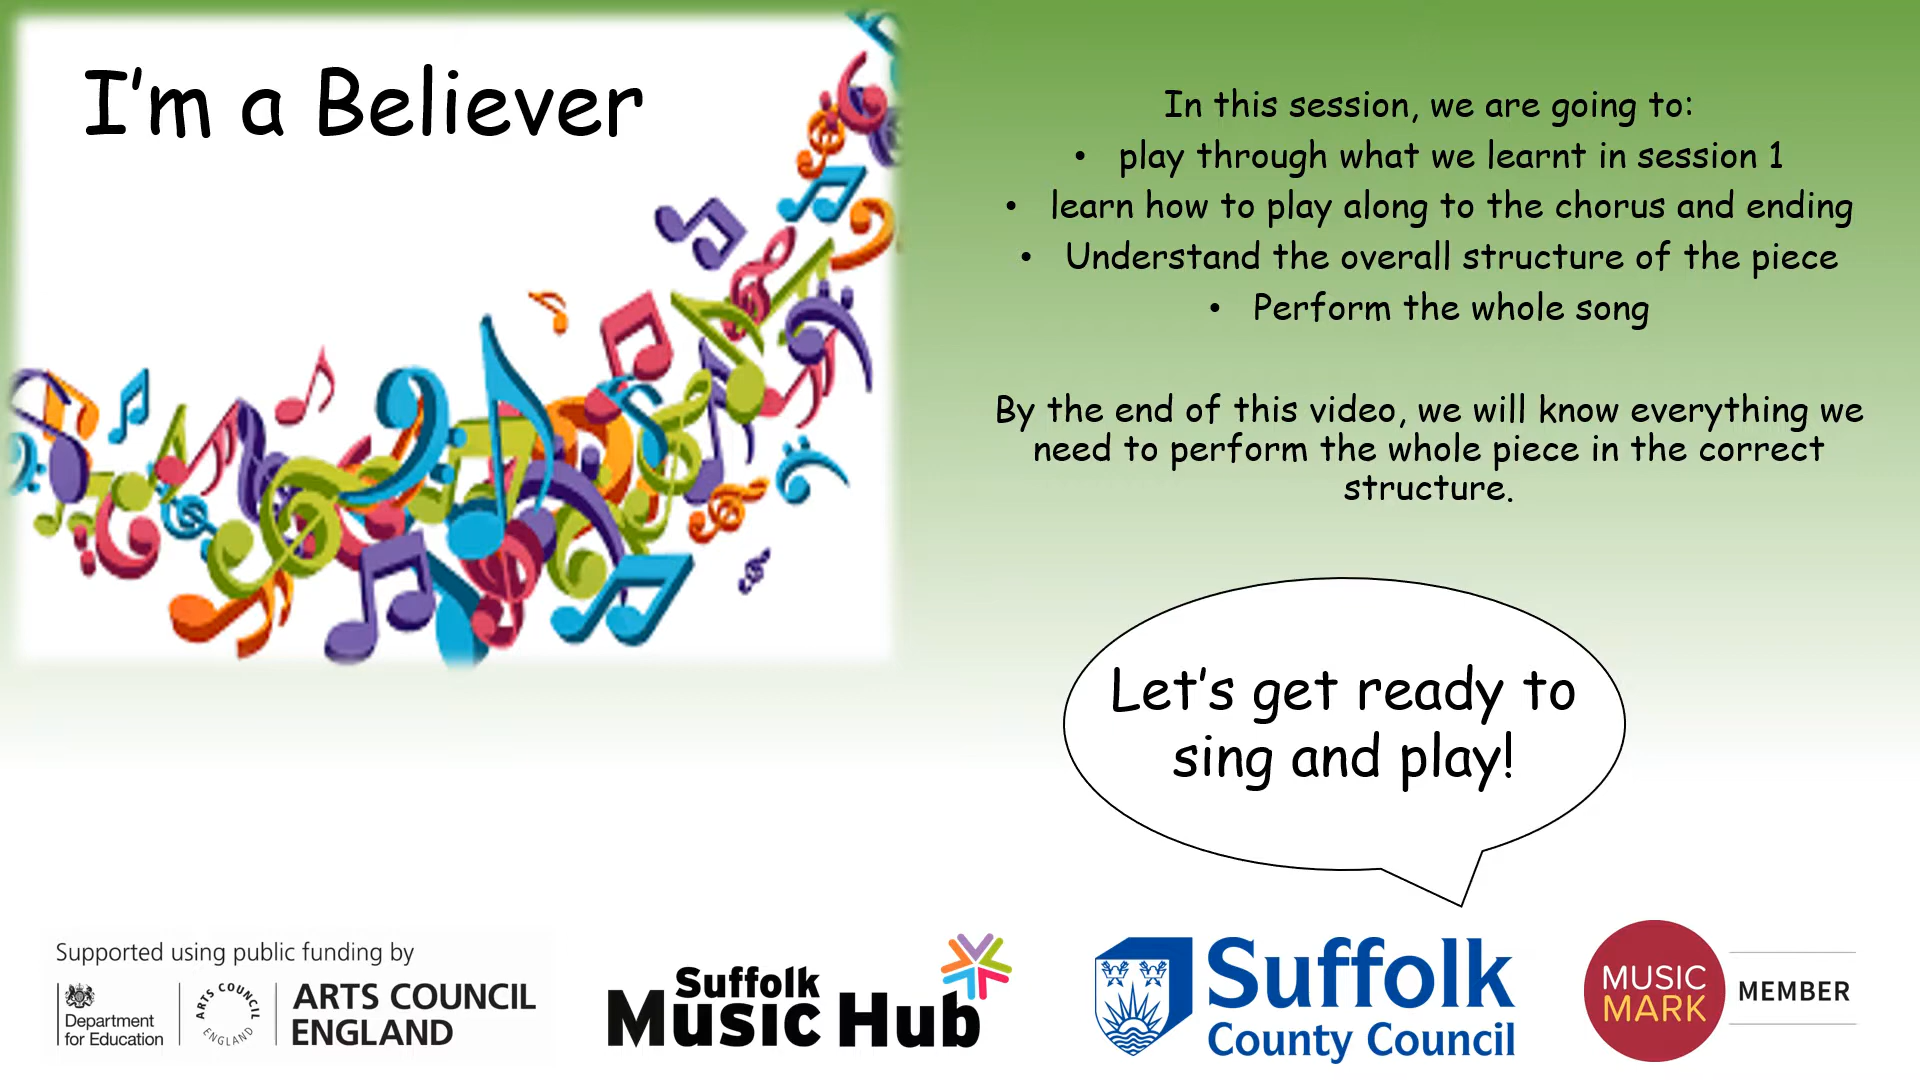 I'm a Believer
In this session, we are going to:
• play through what we learnt in session 1
• learn how to play along to the chorus and ending
• Understand the overall structure of the piece
• Perform the whole song
By the end of this video, we will know everything we
need to perform the whole piece in the correct
structure.
Let's get ready to
sing and play!
Supported using public funding by
Department
for Education
ARTS COUNCIL
ENGLAND
ARTS COUNCIL
ENGLAND
Suffolk
Music Hub
Suffolk
County Council
MUSIC
MARK
MEMBER